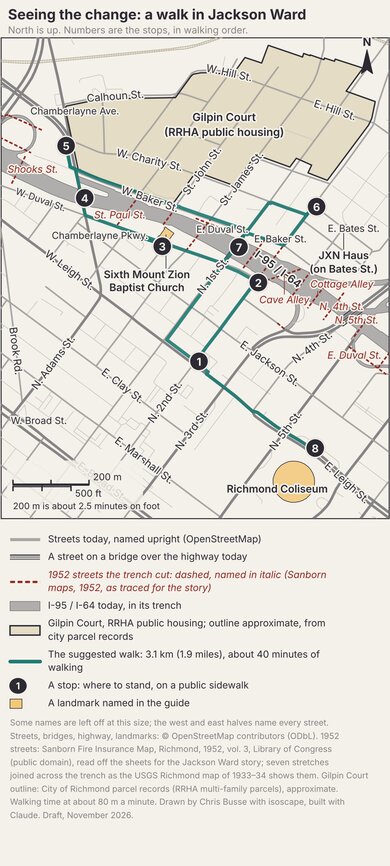 Seeing the change: a walk in Jackson Ward
North is up. Numbers are the stops, in walking order.
N
W. Hill St.
Calhoun St.
E. Hill St.
Chamberlayne Ave.
Gilpin Court
(RRHA public housing)
5
W. Charity St.
St. John St.
St. James St.
Shooks St.
W. Baker St.
W. Duval St.
4
St. Paul St.
6
E. Duval St.
E. Bates St.
Chamberlayne Pkwy.
3
7
E. Baker St.
I-95 / I-64
JXN Haus
(on Bates St.)
W. Leigh St.
Sixth Mount Zion
Baptist Church
N. 1st St.
2
Cottage Alley
Cave Alley
N. 4th St.
N. 5th St.
Brook Rd.
N. Adams St.
1
E. Jackson St.
N. 4th St.
E. Duval St.
E. Clay St.
N. 2nd St.
N. 3rd St.
W. Broad St.
E. Marshall St.
N. 5th St.
8
E. Leigh St.
E. Broad St.
Richmond Coliseum
200 m
500 ft
200 m is about 2.5 minutes on foot
Streets today, named upright (OpenStreetMap)
A street on a bridge over the highway today
1952 streets the trench cut: dashed, named in italic (Sanborn
maps, 1952, as traced for the story)
I-95 / I-64 today, in its trench
Gilpin Court, RRHA public housing; outline approximate, from
city parcel records
The suggested walk: 3.1 km (1.9 miles), about 40 minutes of
walking
1 A stop: where to stand, on a public sidewalk
A landmark named in the guide
Some names are left off at this size; the west and east halves name every street.
Streets, bridges, highway, landmarks: © OpenStreetMap contributors (ODbL). 1952
streets: Sanborn Fire Insurance Map, Richmond, 1952, vol. 3, Library of Congress
(public domain), read off the sheets for the Jackson Ward story; seven stretches
joined across the trench as the USGS Richmond map of 1933–34 shows them. Gilpin Court
outline: City of Richmond parcel records (RRHA multi-family parcels), approximate.
Walking time at about 80 m a minute. Drawn by Chris Busse with isoscape, built with
Claude. Draft, November 2026.